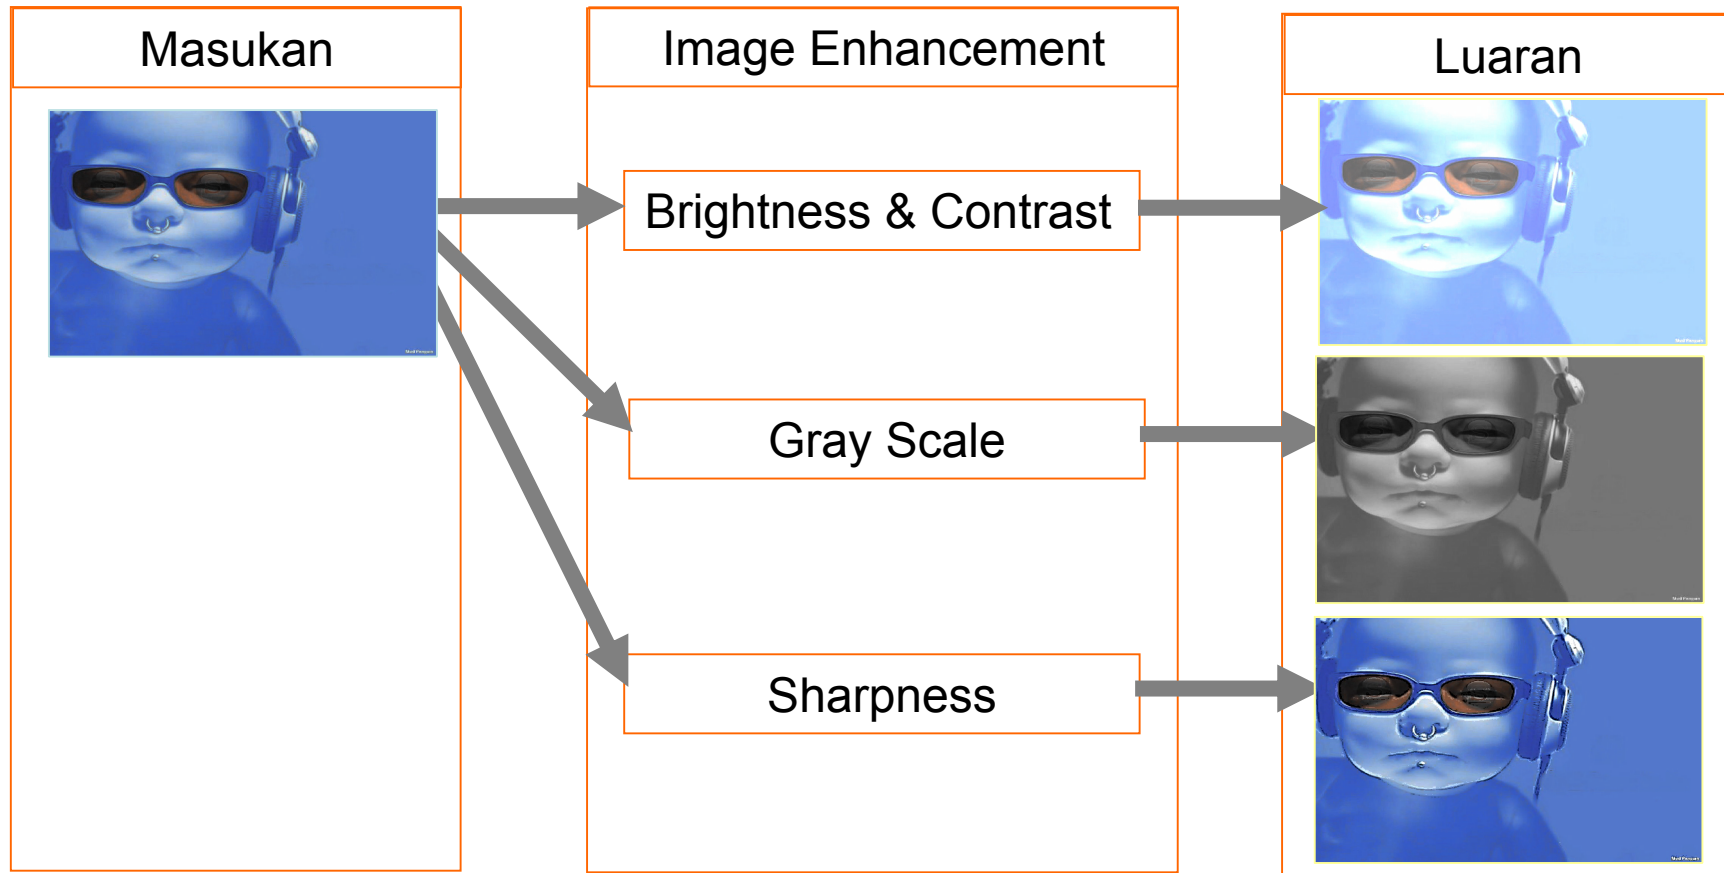 Masukan
Image Enhancement
Luaran
Brightness & Contrast
Gray Scale
Sharpness